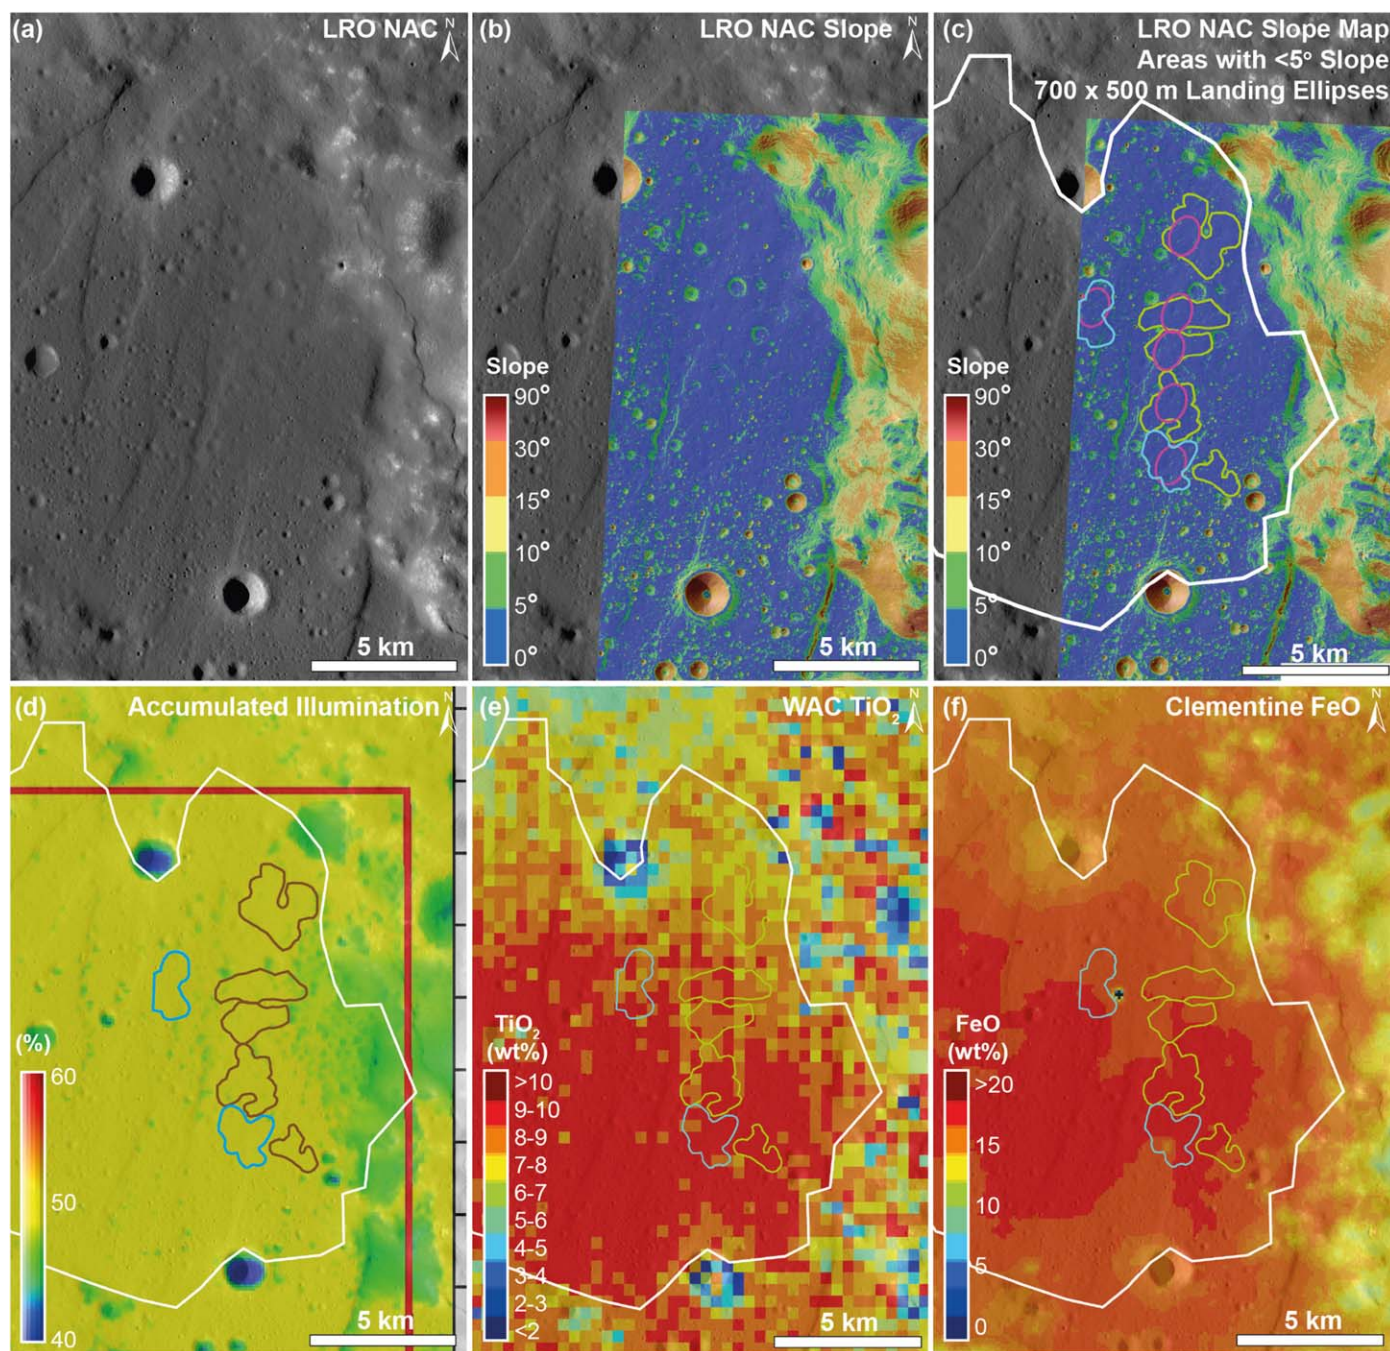 (a) LRO NAC N
(b) LRO NAC Slope N
(c) LRO NAC Slope Map
Areas with <5° Slope
700 x 500 m Landing Ellipses
5 km
Slope
90°
30°
15°
10°
5°
0°
5 km
Slope
90°
30°
15°
10°
5°
0°
5 km
(d) Accumulated Illumination N
(%)
60
50
40
5 km
(e) WAC TiO₂ N
TiO₂
(wt%)
>10
9-10
8-9
7-8
6-7
5-6
4-5
3-4
2-3
<2
5 km
(f) Clementine FeO N
FeO
(wt%)
>20
15
10
5
0
5 km